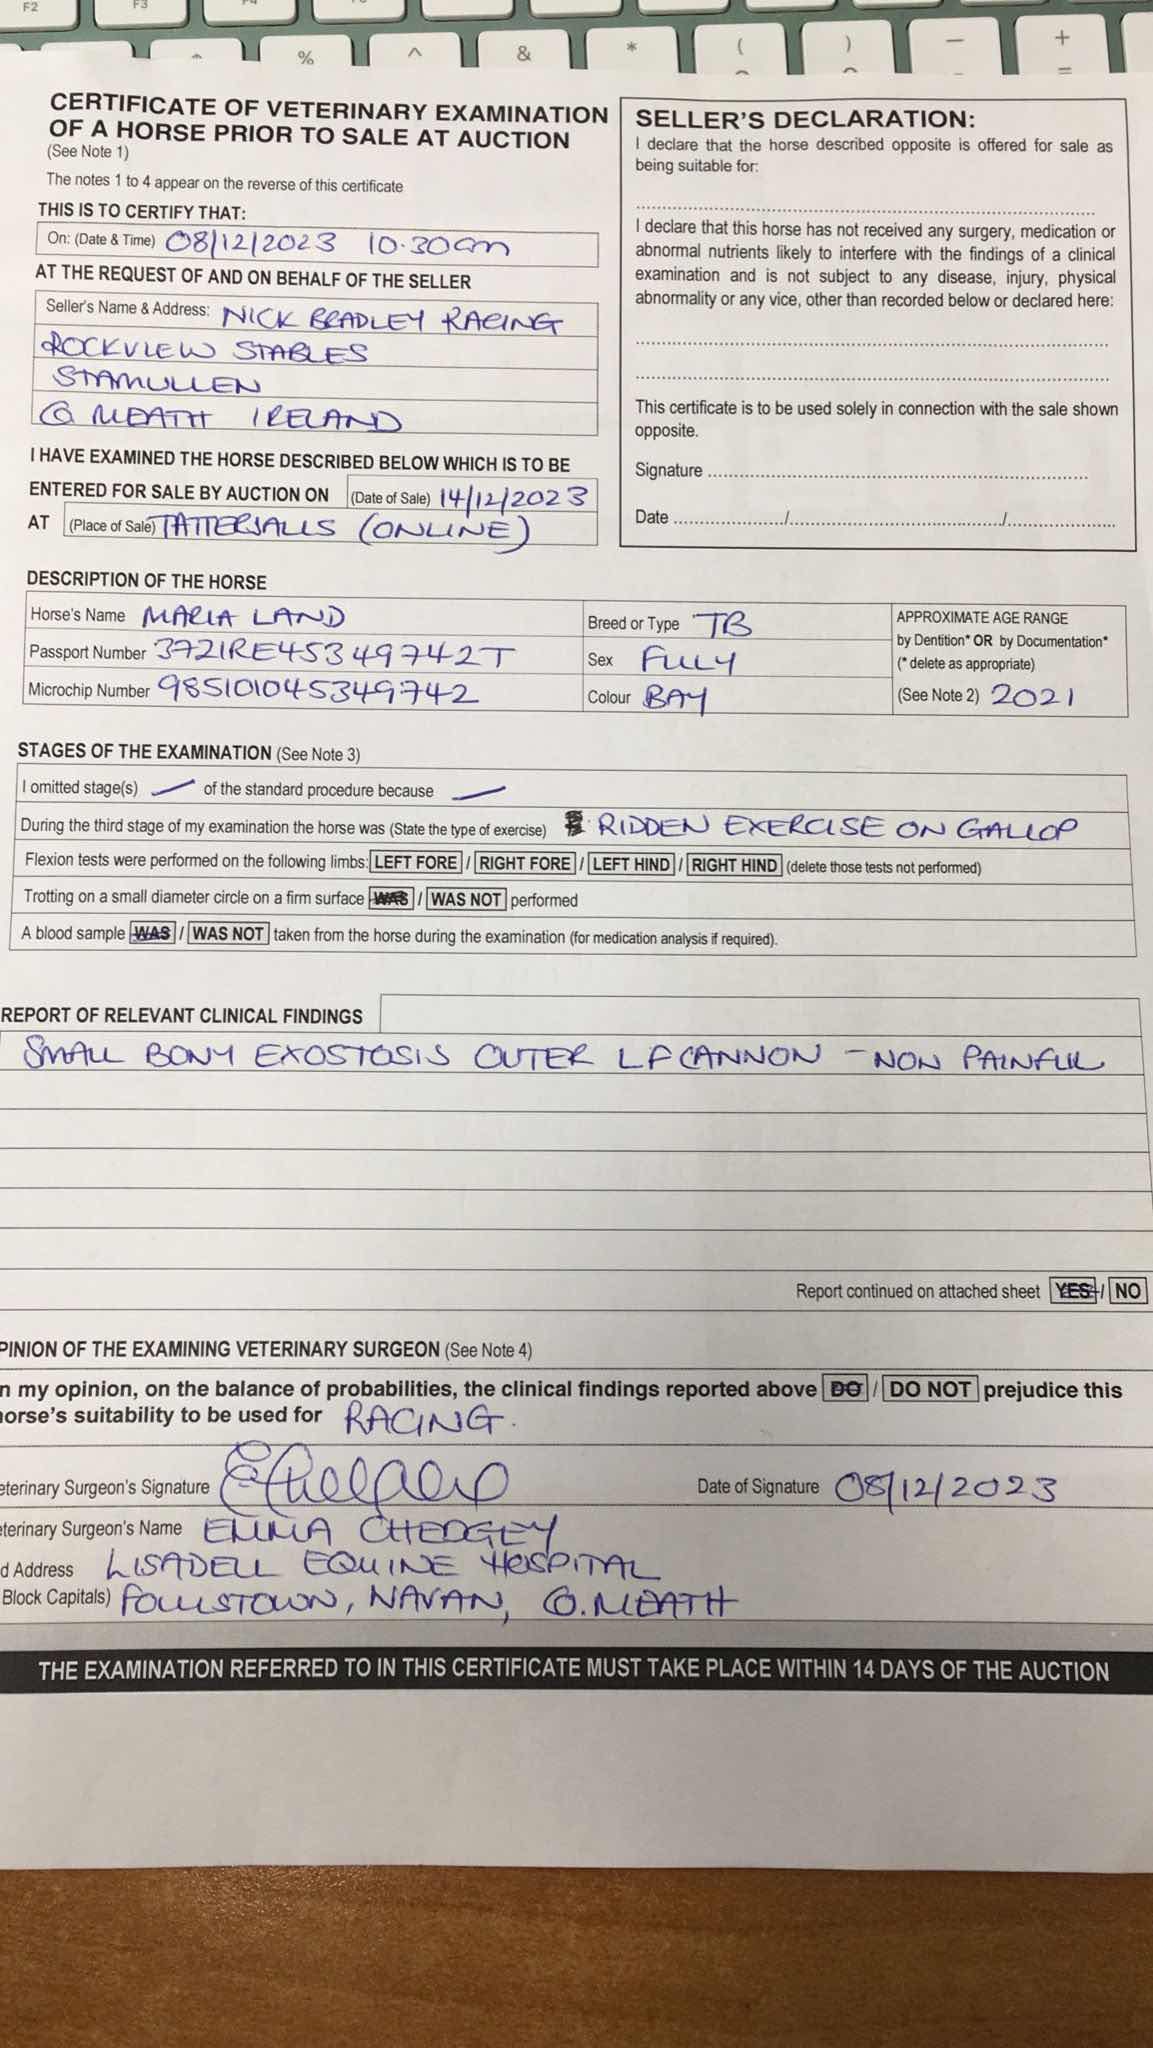 F2 F3 F4
% ^ & * ( ) — + =
CERTIFICATE OF VETERINARY EXAMINATION
OF A HORSE PRIOR TO SALE AT AUCTION
(See Note 1)
The notes 1 to 4 appear on the reverse of this certificate
THIS IS TO CERTIFY THAT:
On: (Date & Time) 08/12/2023 10.30am
AT THE REQUEST OF AND ON BEHALF OF THE SELLER
Seller's Name & Address: NICK BRADLEY RACING
ROCKVIEW STABLES
STAMULLEN
CO MEATH IRELAND
I HAVE EXAMINED THE HORSE DESCRIBED BELOW WHICH IS TO BE
ENTERED FOR SALE BY AUCTION ON (Date of Sale) 14/12/2023
AT (Place of Sale) TATTERSALLS (ONLINE)
SELLER'S DECLARATION:
I declare that the horse described opposite is offered for sale as
being suitable for:
I declare that this horse has not received any surgery, medication or
abnormal nutrients likely to interfere with the findings of a clinical
examination and is not subject to any disease, injury, physical
abnormality or any vice, other than recorded below or declared here:
This certificate is to be used solely in connection with the sale shown
opposite.
Signature
Date / /
DESCRIPTION OF THE HORSE
Horse's Name MARIA LAND Breed or Type TB APPROXIMATE AGE RANGE
by Dentition* OR by Documentation*
Passport Number 372IRE45349742T Sex FILLY (* delete as appropriate)
Microchip Number 985101045349742 Colour BAY (See Note 2) 2021
STAGES OF THE EXAMINATION (See Note 3)
I omitted stage(s) — of the standard procedure because —
During the third stage of my examination the horse was (State the type of exercise) RIDDEN EXERCISE ON GALLOP
Flexion tests were performed on the following limbs: LEFT FORE / RIGHT FORE / LEFT HIND / RIGHT HIND (delete those tests not performed)
Trotting on a small diameter circle on a firm surface WAS / WAS NOT performed
A blood sample WAS / WAS NOT taken from the horse during the examination (for medication analysis if required).
REPORT OF RELEVANT CLINICAL FINDINGS
SMALL BONY EXOSTOSIS OUTER LF CANNON - NON PAINFUL
Report continued on attached sheet YES / NO
PINION OF THE EXAMINING VETERINARY SURGEON (See Note 4)
n my opinion, on the balance of probabilities, the clinical findings reported above DO / DO NOT prejudice this
orse's suitability to be used for RACING.
eterinary Surgeon's Signature EChedgey Date of Signature 08/12/2023
eterinary Surgeon's Name EMMA CHEDGEY
d Address LISADELL EQUINE HOSPITAL
Block Capitals) FOLLISTOWN, NAVAN, CO.MEATH
THE EXAMINATION REFERRED TO IN THIS CERTIFICATE MUST TAKE PLACE WITHIN 14 DAYS OF THE AUCTION